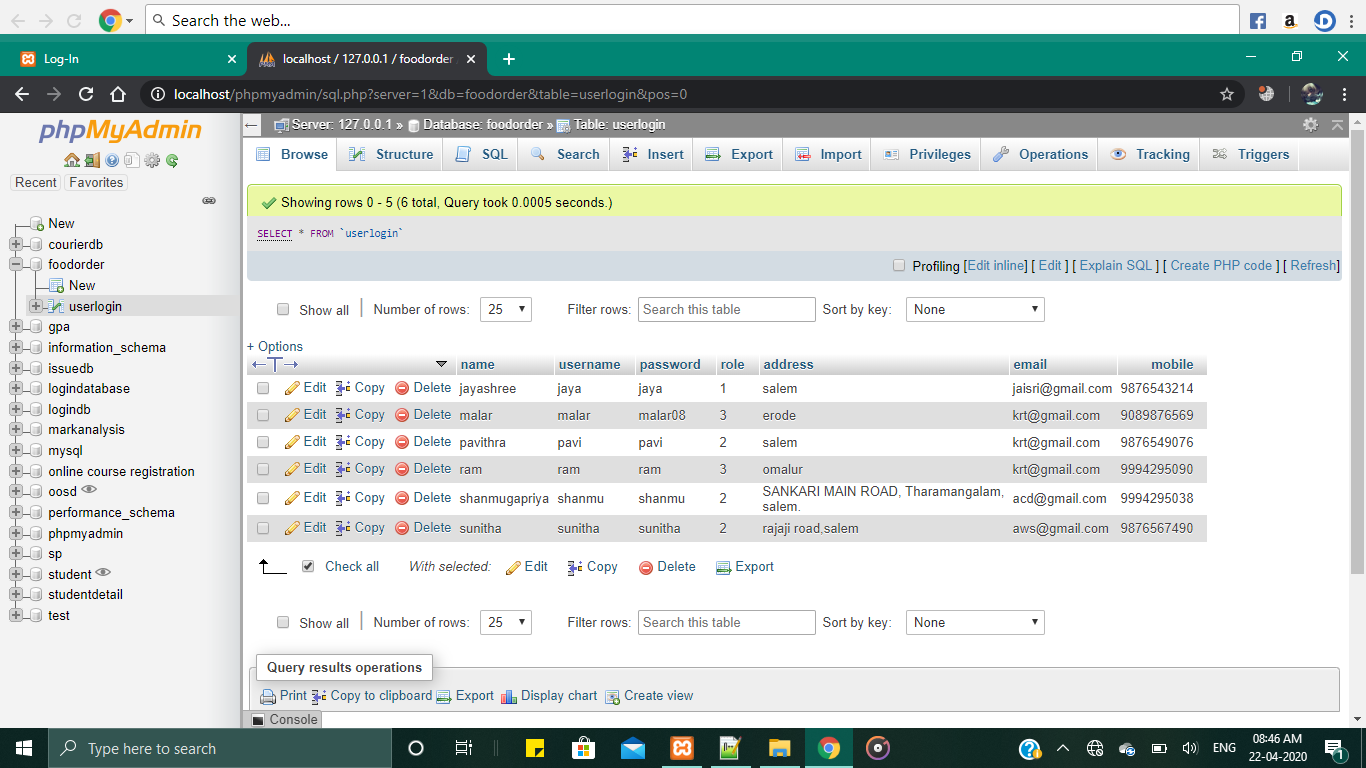 Search the web...
Log-In
localhost / 127.0.0.1 / foodorder
localhost/phpmyadmin/sql.php?server=1&db=foodorder&table=userlogin&pos=0
phpMyAdmin
Recent Favorites
New
courierdb
foodorder
New
userlogin
gpa
information_schema
issuedb
logindatabase
logindb
markanalysis
mysql
online course registration
oosd
performance_schema
phpmyadmin
sp
student
studentdetail
test
Server: 127.0.0.1 » Database: foodorder » Table: userlogin
Browse Structure SQL Search Insert Export Import Privileges Operations Tracking Triggers
Showing rows 0 - 5 (6 total, Query took 0.0005 seconds.)
SELECT * FROM `userlogin`
Profiling [Edit inline] [ Edit ] [ Explain SQL ] [ Create PHP code ] [ Refresh]
Show all Number of rows: 25 Filter rows: Search this table Sort by key: None
+ Options
name username password role address email mobile
Edit Copy Delete jayashree jaya jaya 1 salem jaisri@gmail.com 9876543214
Edit Copy Delete malar malar malar08 3 erode krt@gmail.com 9089876569
Edit Copy Delete pavithra pavi pavi 2 salem krt@gmail.com 9876549076
Edit Copy Delete ram ram ram 3 omalur krt@gmail.com 9994295090
Edit Copy Delete shanmugapriya shanmu shanmu 2 SANKARI MAIN ROAD, Tharamangalam, salem. acd@gmail.com 9994295038
Edit Copy Delete sunitha sunitha sunitha 2 rajaji road,salem aws@gmail.com 9876567490
Check all With selected: Edit Copy Delete Export
Show all Number of rows: 25 Filter rows: Search this table Sort by key: None
Query results operations
Print Copy to clipboard Export Display chart Create view
Console
Type here to search
ENG
08:46 AM
22-04-2020
1